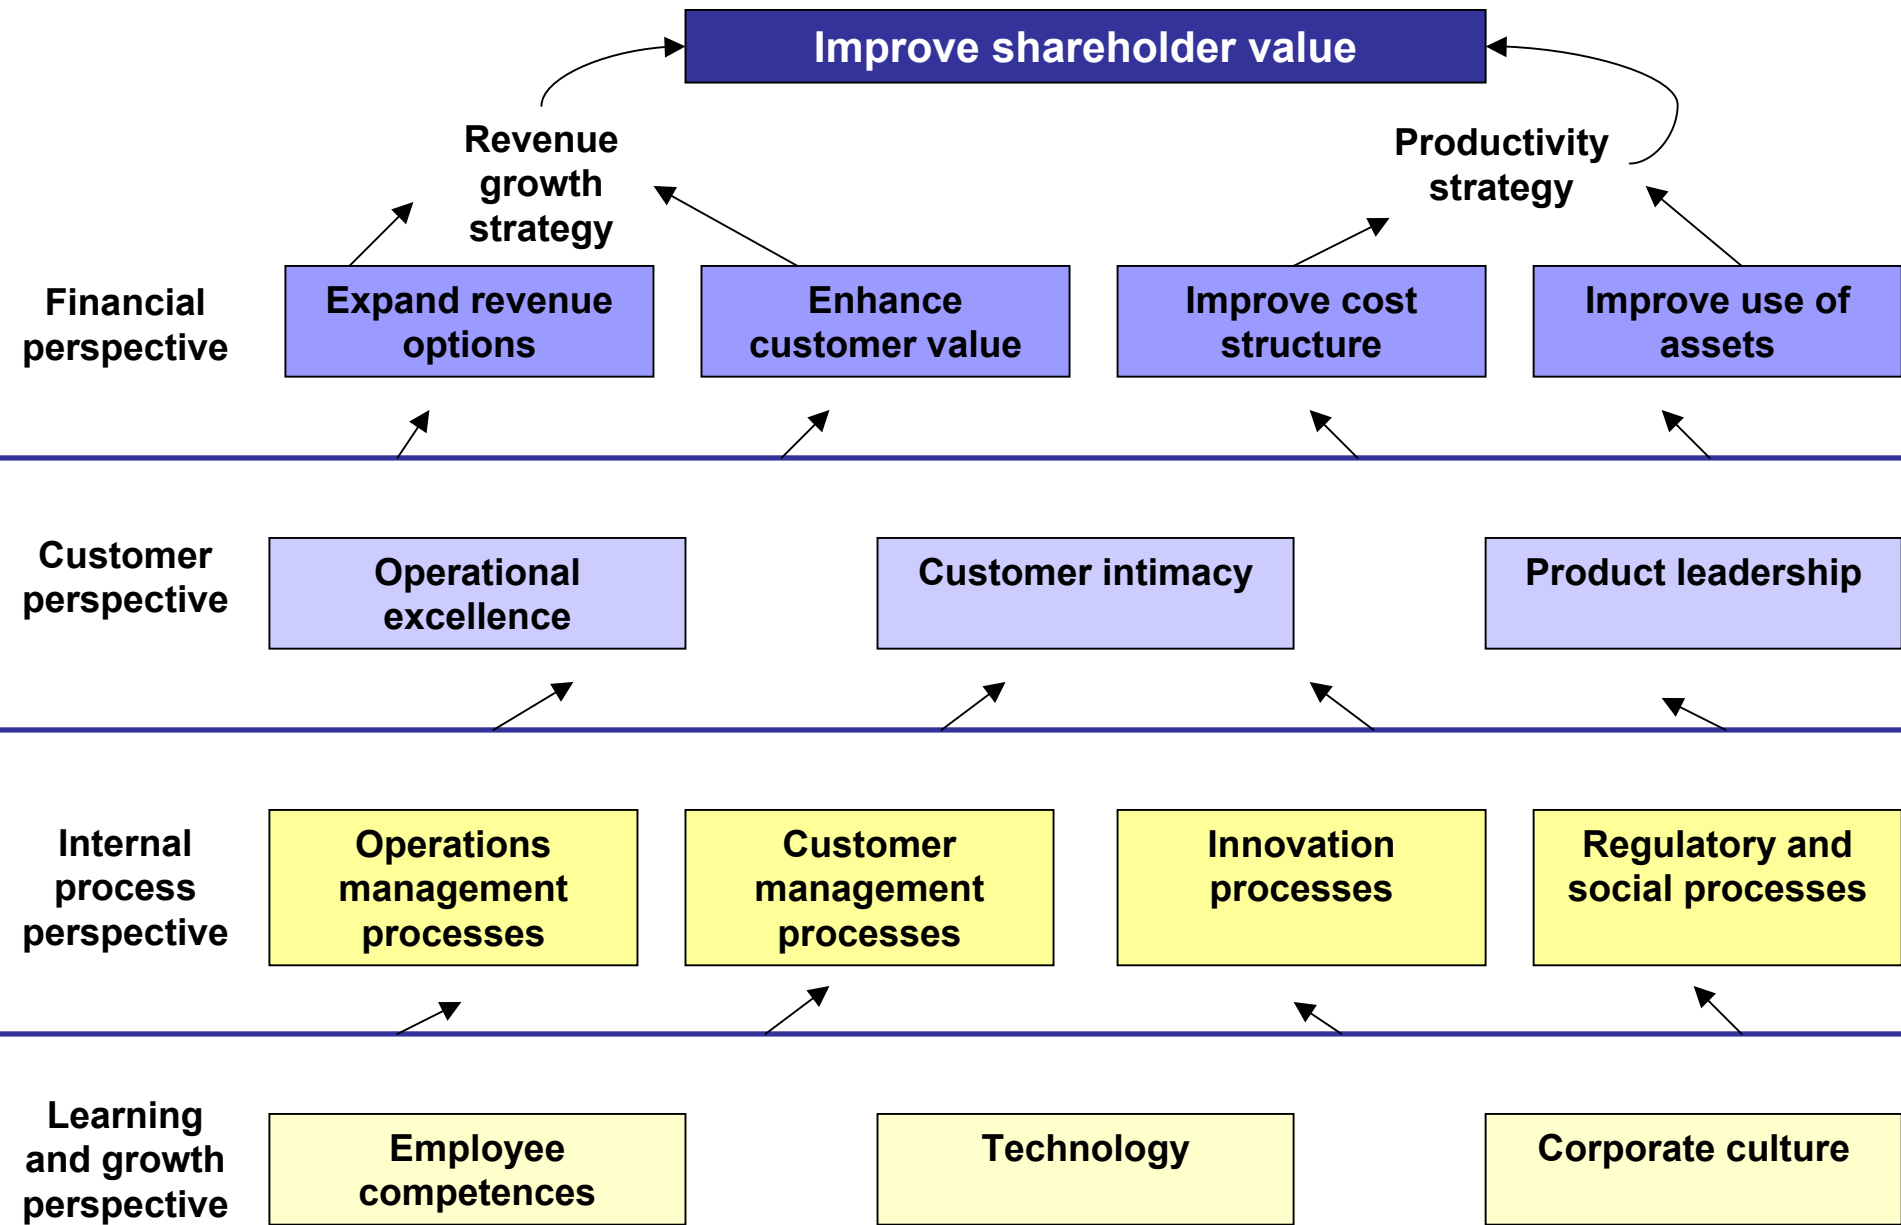 Improve shareholder value
Revenue
growth
strategy
Productivity
strategy
Financial
perspective
Expand revenue
options
Enhance
customer value
Improve cost
structure
Improve use of
assets
Customer
perspective
Operational
excellence
Customer intimacy
Product leadership
Internal
process
perspective
Operations
management
processes
Customer
management
processes
Innovation
processes
Regulatory and
social processes
Learning
and growth
perspective
Employee
competences
Technology
Corporate culture